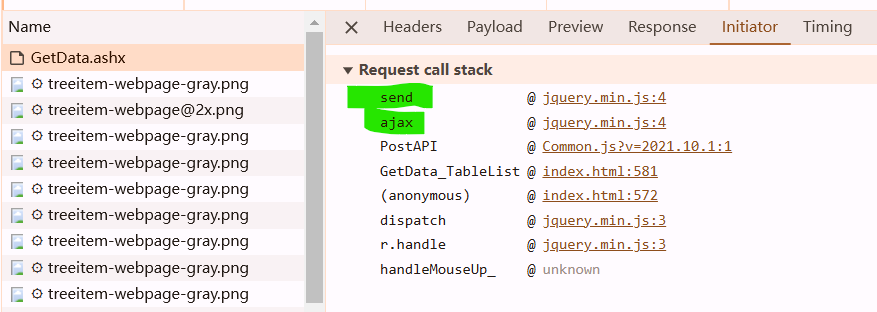 Name
GetData.ashx
treeitem-webpage-gray.png
treeitem-webpage@2x.png
treeitem-webpage-gray.png
treeitem-webpage-gray.png
treeitem-webpage-gray.png
treeitem-webpage-gray.png
treeitem-webpage-gray.png
treeitem-webpage-gray.png
treeitem-webpage-gray.png
Headers Payload Preview Response Initiator Timing
Request call stack
send @ jquery.min.js:4
ajax @ jquery.min.js:4
PostAPI @ Common.js?v=2021.10.1:1
GetData_TableList @ index.html:581
(anonymous) @ index.html:572
dispatch @ jquery.min.js:3
r.handle @ jquery.min.js:3
handleMouseUp_ @ unknown